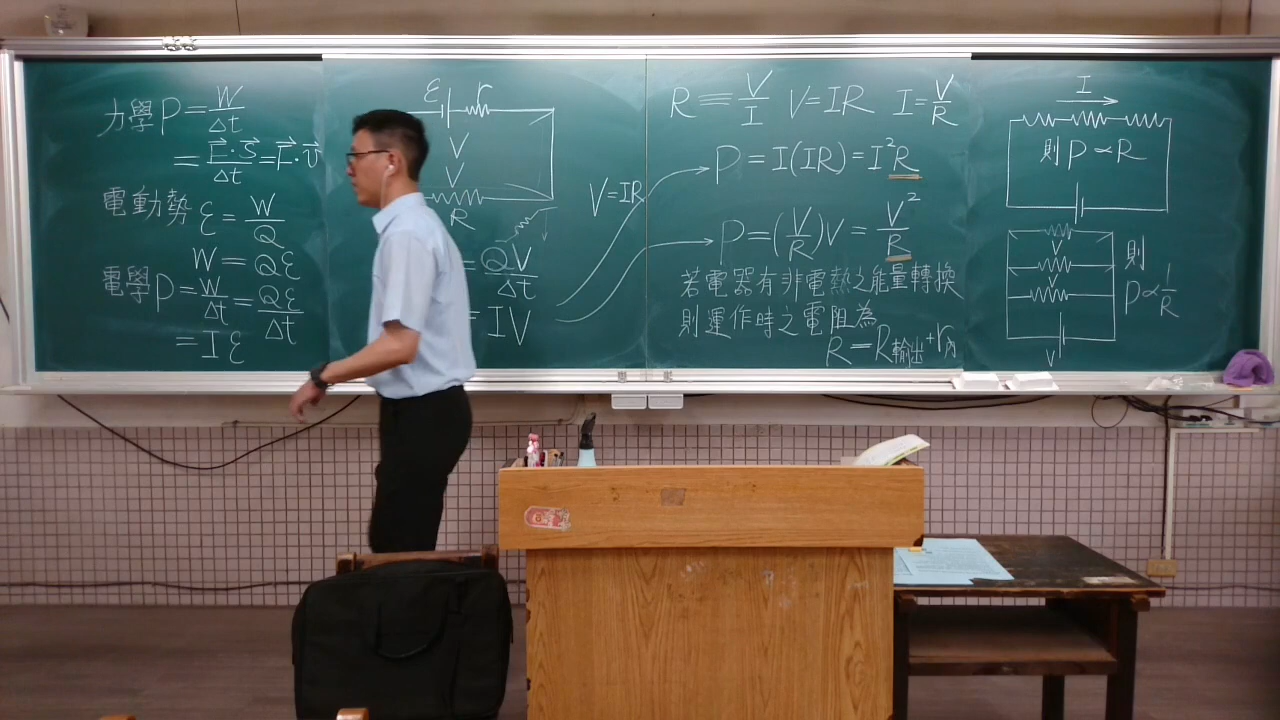 力學 P=W/Δt
=F⃗·S⃗/Δt=F⃗·v⃗
電動勢 ε=W/Q
W=Qε
電學 P=W/Δt=Qε/Δt
=Iε
ε r
V
V
R
=QV/Δt
=IV
V=IR
R≡V/I V=IR I=V/R
P=I(IR)=I²R
P=(V/R)V=V²/R
若電器有非電熱之能量轉換
則運作時之電阻為
R=R輸出+r內
I
則P∝R
V
V
則
P∝1/R
V